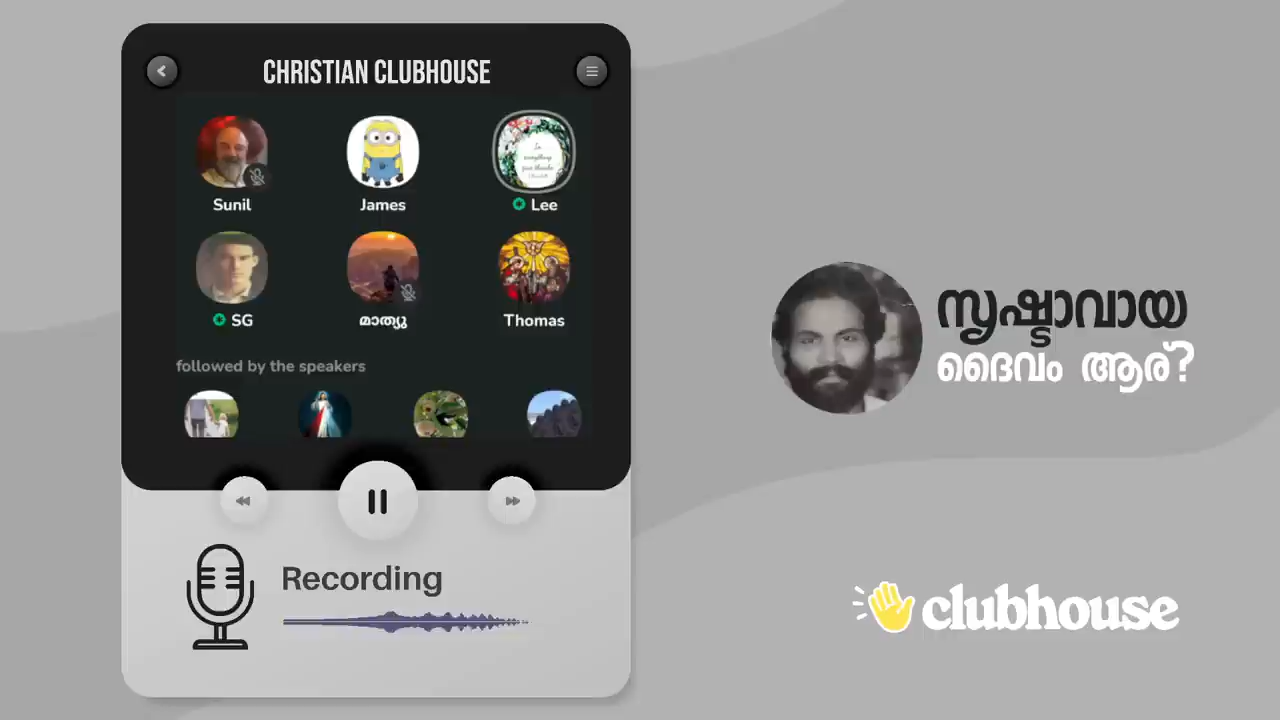 CHRISTIAN CLUBHOUSE
Sunil
James
Lee
SG
മാത്യു
Thomas
followed by the speakers
Recording
സൃഷ്ടാവായ
ദൈവം ആര്?
clubhouse